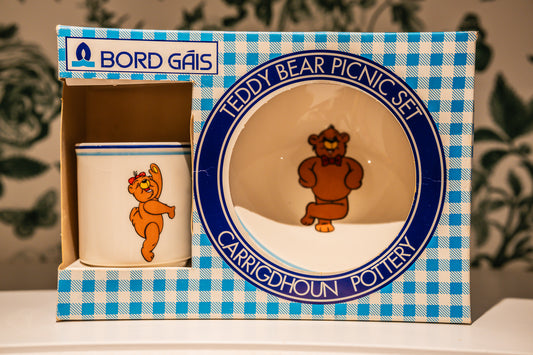 BORD GÁIS
TEDDY BEAR PICNIC SET
CARRIGDHOUN POTTERY